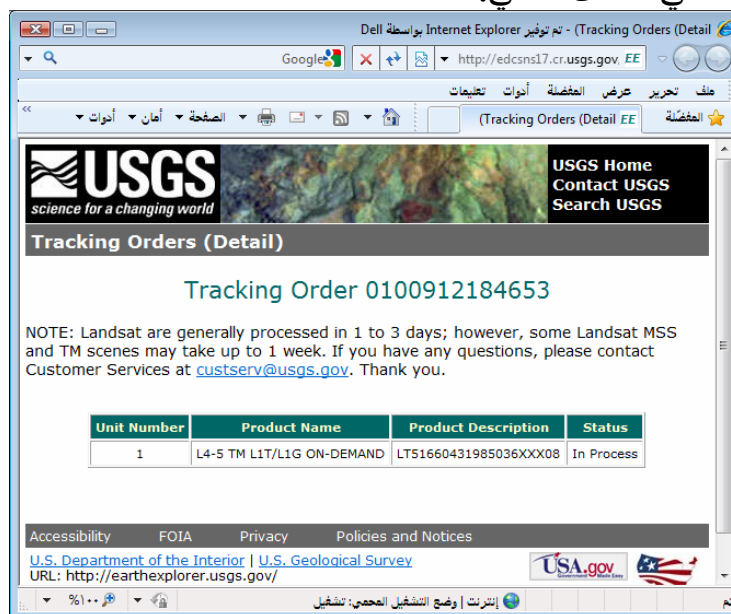 Tracking Orders (Detail) - تم توفير Internet Explorer بواسطة Dell
http://edcsns17.cr.usgs.gov
Google
ملف تحرير عرض المفضلة أدوات تعليمات
المفضّلة
Tracking Orders (Detail)
الصفحة أمان أدوات
USGS
science for a changing world
USGS Home
Contact USGS
Search USGS
Tracking Orders (Detail)
Tracking Order 0100912184653
NOTE: Landsat are generally processed in 1 to 3 days; however, some Landsat MSS
and TM scenes may take up to 1 week. If you have any questions, please contact
Customer Services at custserv@usgs.gov. Thank you.
Unit Number Product Name Product Description Status
1 L4-5 TM L1T/L1G ON-DEMAND LT51660431985036XXX08 In Process
Accessibility FOIA Privacy Policies and Notices
U.S. Department of the Interior | U.S. Geological Survey
URL: http://earthexplorer.usgs.gov/
USA.gov
تم
إنترنت | وضع التشغيل المحمي: تشغيل
%١٠٠